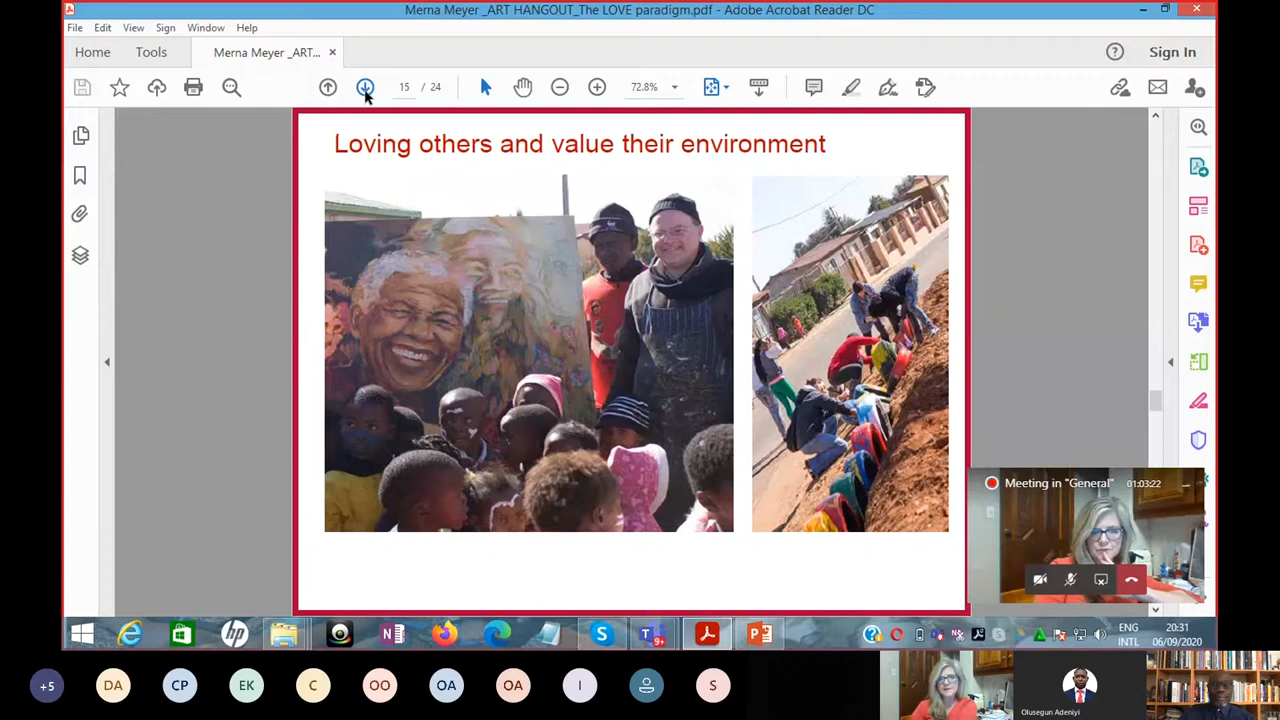 Merna Meyer _ART HANGOUT_The LOVE paradigm.pdf - Adobe Acrobat Reader DC
File Edit View Sign Window Help
Home Tools Merna Meyer _ART... × Sign In
15 / 24 72.8%
Loving others and value their environment
Meeting in "General" 01:03:22
hp N S 9+ P ENG 20:31
INTL 06/09/2020
+5 DA CP EK C OO OA OA I S
Olusegun Adeniyi